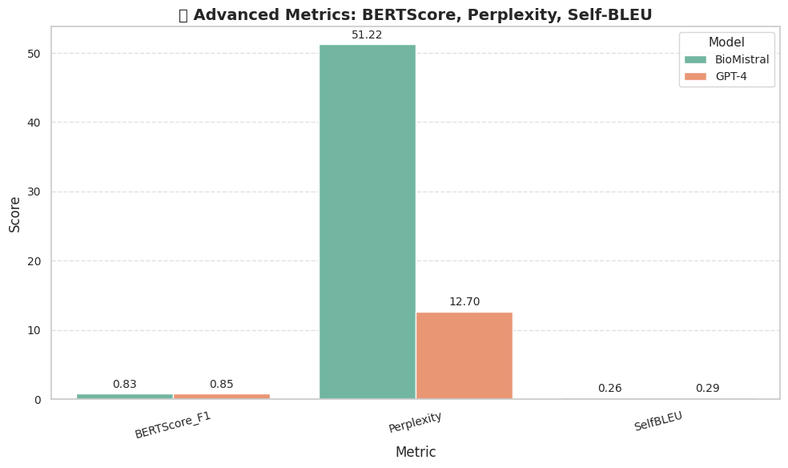 Advanced Metrics: BERTScore, Perplexity, Self-BLEU
Model
BioMistral
GPT-4
Score
50
40
30
20
10
0
0.83
0.85
51.22
12.70
0.26
0.29
BERTScore_F1
Perplexity
SelfBLEU
Metric